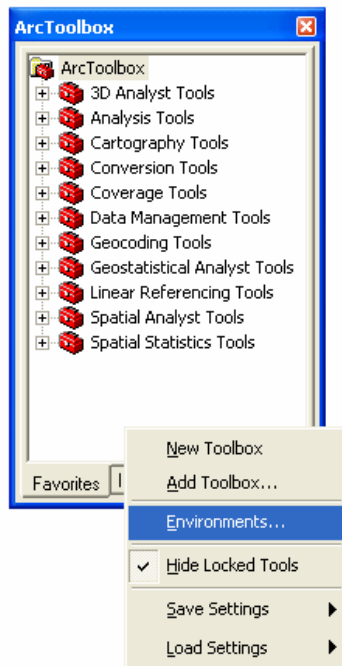 ArcToolbox
ArcToolbox
3D Analyst Tools
Analysis Tools
Cartography Tools
Conversion Tools
Coverage Tools
Data Management Tools
Geocoding Tools
Geostatistical Analyst Tools
Linear Referencing Tools
Spatial Analyst Tools
Spatial Statistics Tools
Favorites
New Toolbox
Add Toolbox...
Environments...
Hide Locked Tools
Save Settings
Load Settings